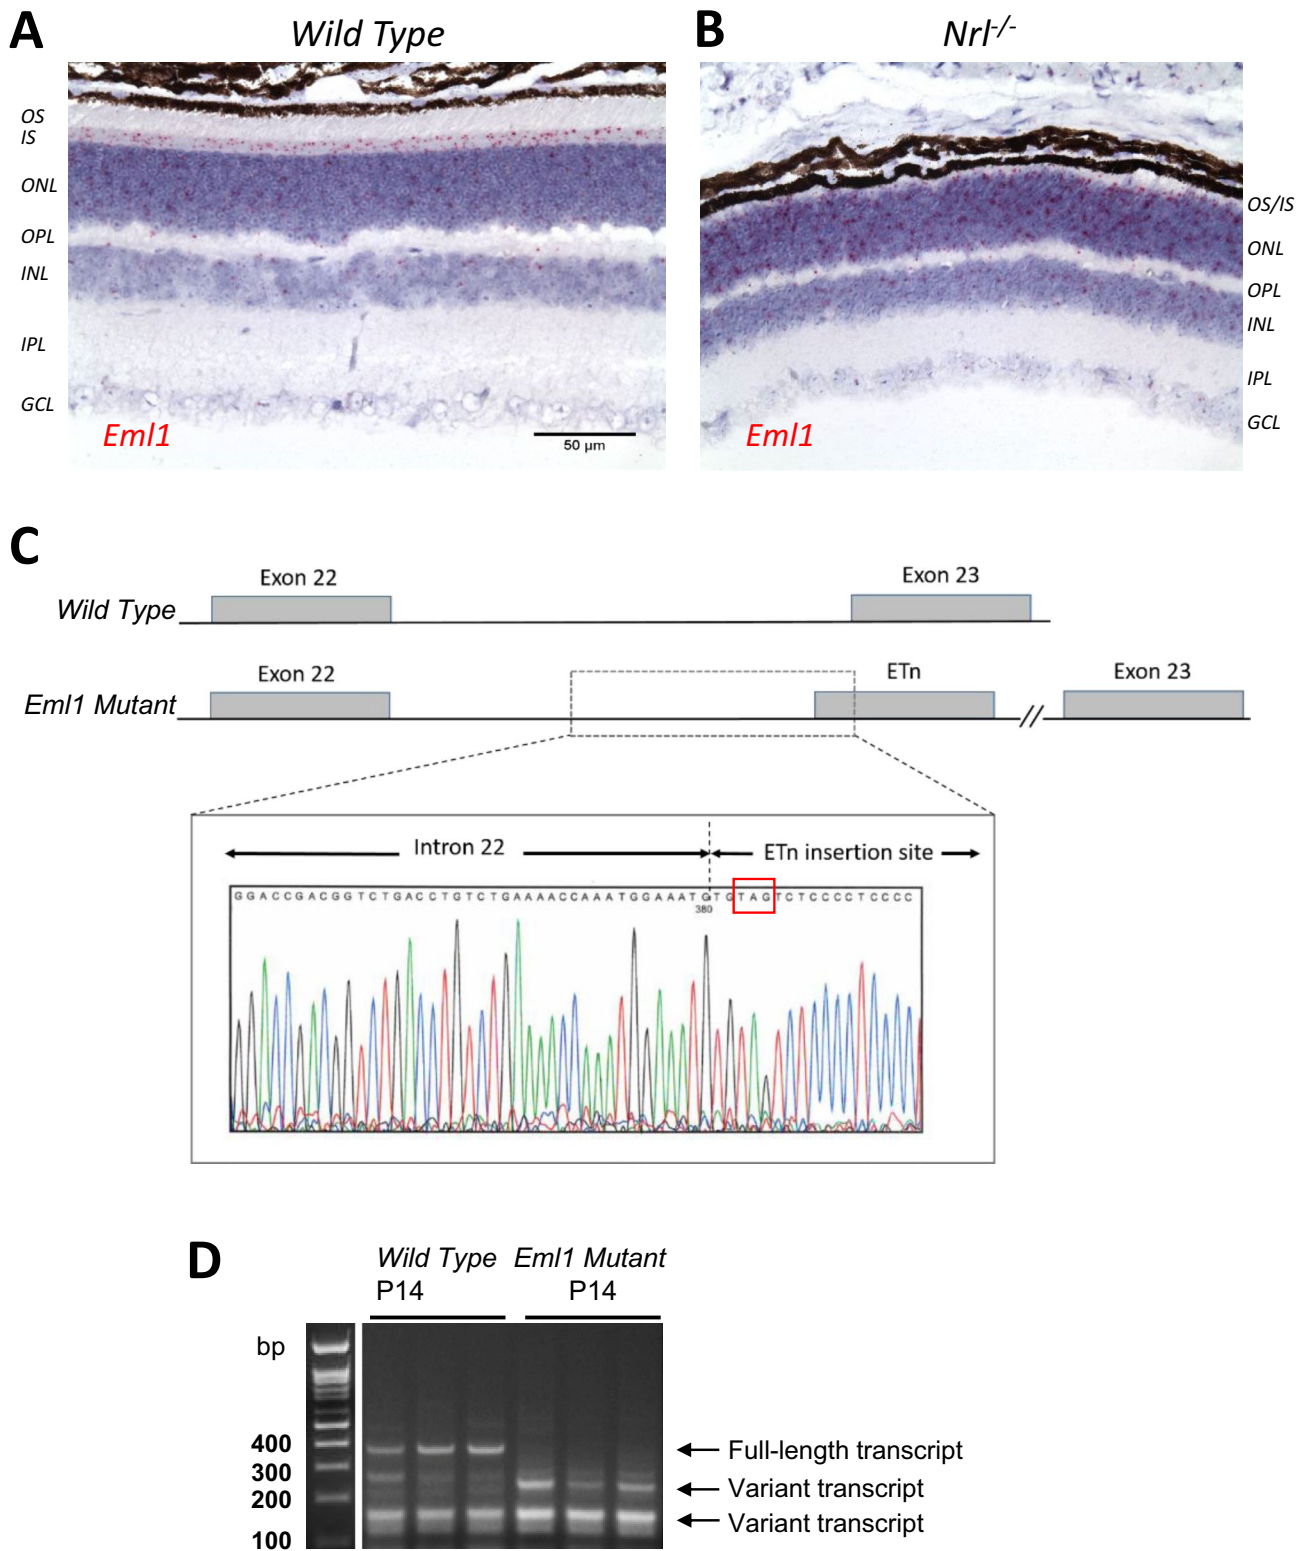 A
Wild Type
OS
IS
ONL
OPL
INL
IPL
GCL
Eml1
50 µm
B
Nrl-/-
OS/IS
ONL
OPL
INL
IPL
GCL
Eml1
C
Exon 22
Exon 23
Wild Type
Exon 22
ETn
Exon 23
Eml1 Mutant
Intron 22
ETn insertion site
GGACCGACGGTCTGACCTGTCTGAAAACCAAATGGAAATGTGTAGTCTCCCCTCCCC
380
D
Wild Type Eml1 Mutant
P14 P14
bp
400
300
200
100
Full-length transcript
Variant transcript
Variant transcript